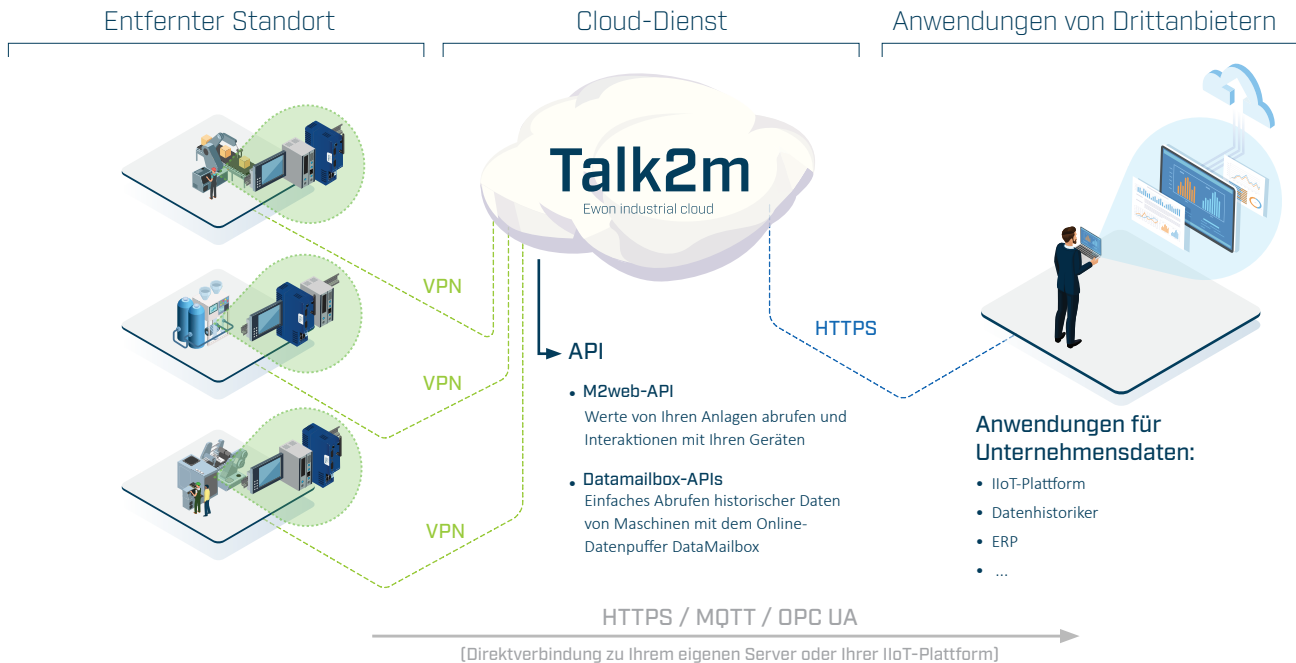 Entfernter Standort
Cloud-Dienst
Anwendungen von Drittanbietern
Talk2m
Ewon industrial cloud
VPN
VPN
VPN
HTTPS
API
• M2web-API
Werte von Ihren Anlagen abrufen und
Interaktionen mit Ihren Geräten
• Datamailbox-APIs
Einfaches Abrufen historischer Daten
von Maschinen mit dem Online-
Datenpuffer DataMailbox
Anwendungen für
Unternehmensdaten:
• IIoT-Plattform
• Datenhistoriker
• ERP
• ...
HTTPS / MQTT / OPC UA
(Direktverbindung zu Ihrem eigenen Server oder Ihrer IIoT-Plattform)